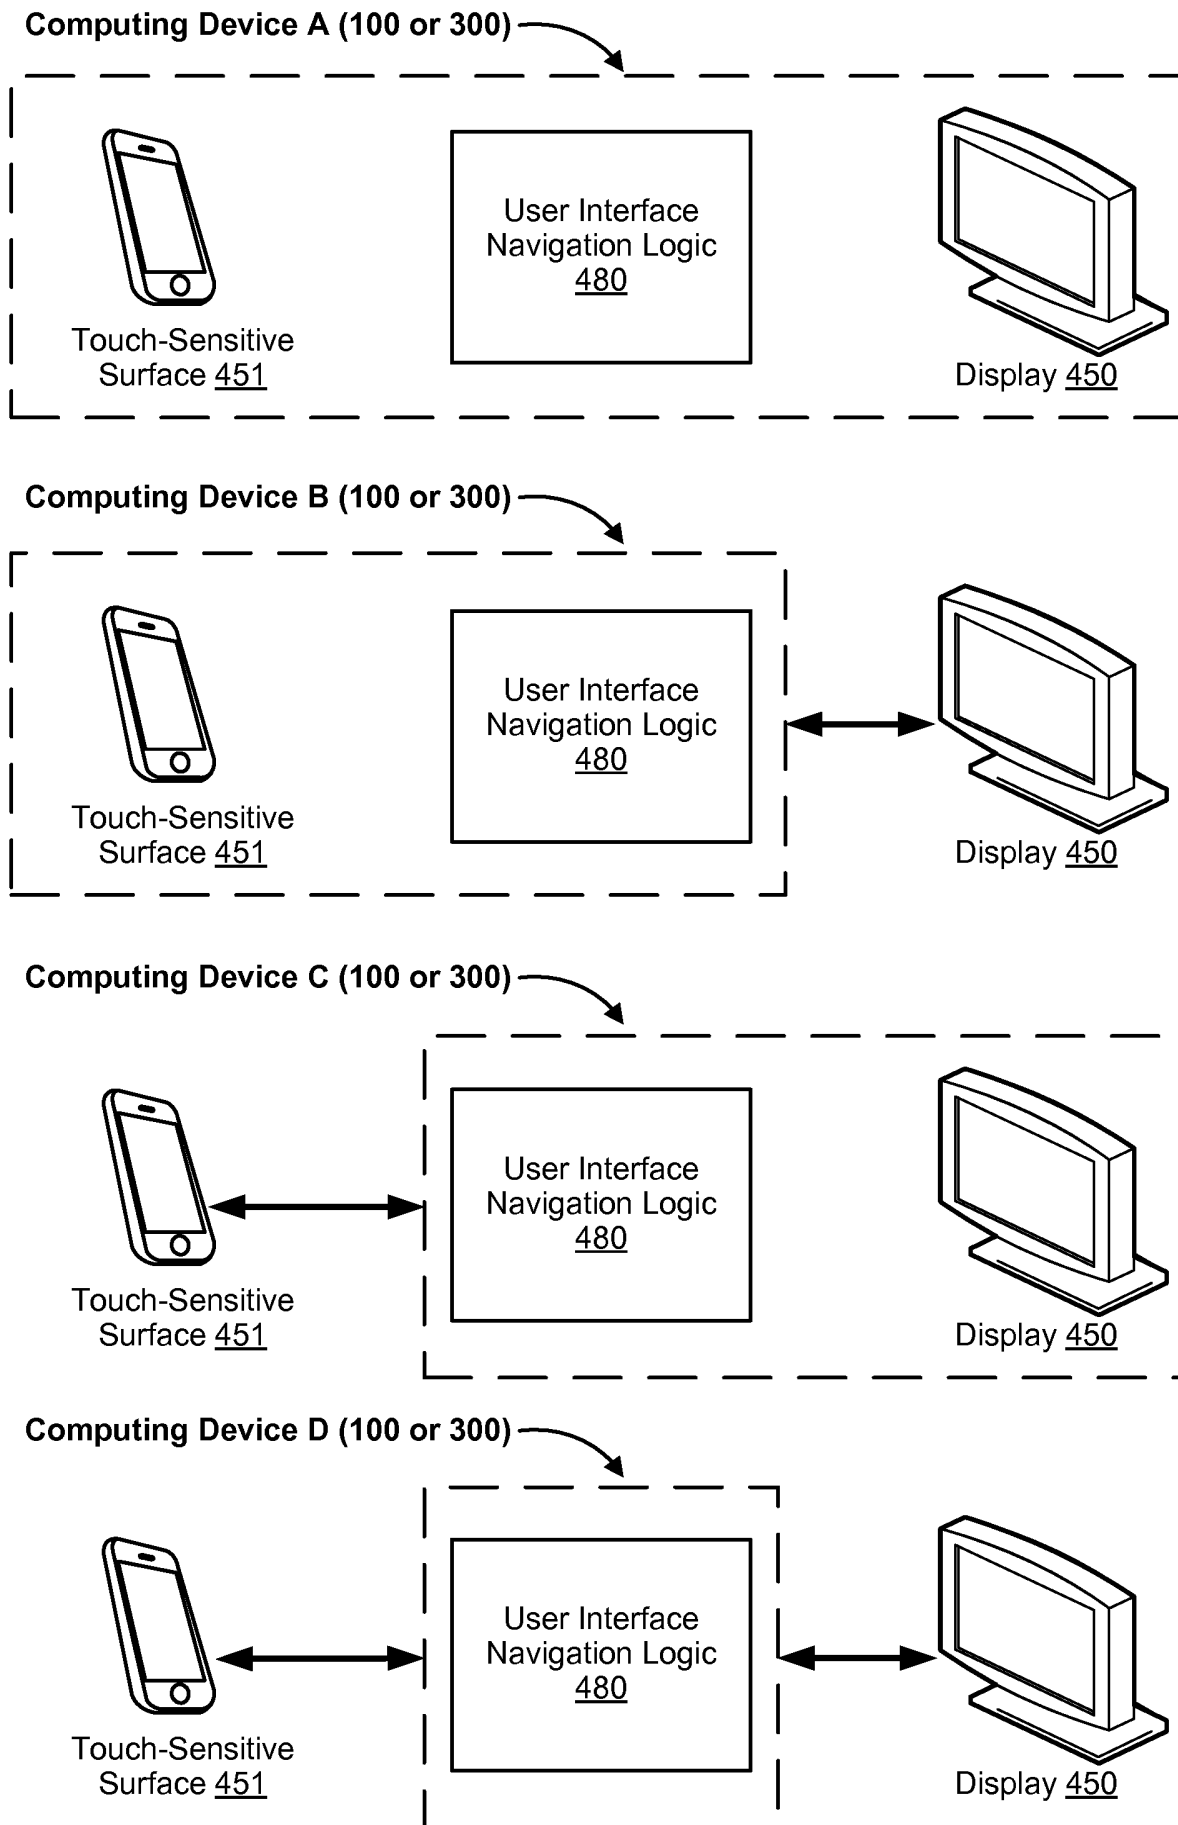 Computing Device A (100 or 300)
User Interface
Navigation Logic
480
Touch-Sensitive
Surface 451
Display 450
Computing Device B (100 or 300)
User Interface
Navigation Logic
480
Touch-Sensitive
Surface 451
Display 450
Computing Device C (100 or 300)
User Interface
Navigation Logic
480
Touch-Sensitive
Surface 451
Display 450
Computing Device D (100 or 300)
User Interface
Navigation Logic
480
Touch-Sensitive
Surface 451
Display 450